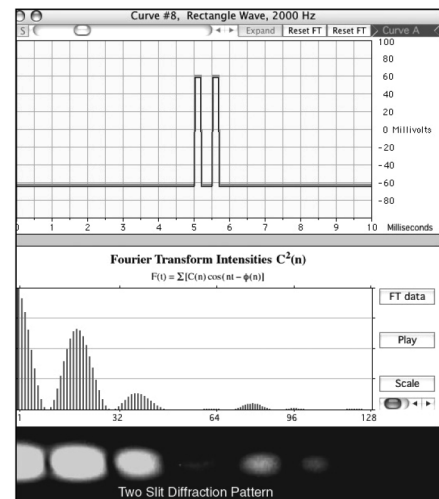 Curve #8, Rectangle Wave, 2000 Hz
S Expand Reset FT Reset FT Curve A
100
80
60
40
20
0 Millivolts
-20
-40
-60
-80
0 1 2 3 4 5 6 7 8 9 10 Milliseconds
Fourier Transform Intensities C²(n)
F(t) = Σ[C(n) cos( nt – ϕ(n)]
FT data
Play
Scale
1 32 64 96 128
Two Slit Diffraction Pattern